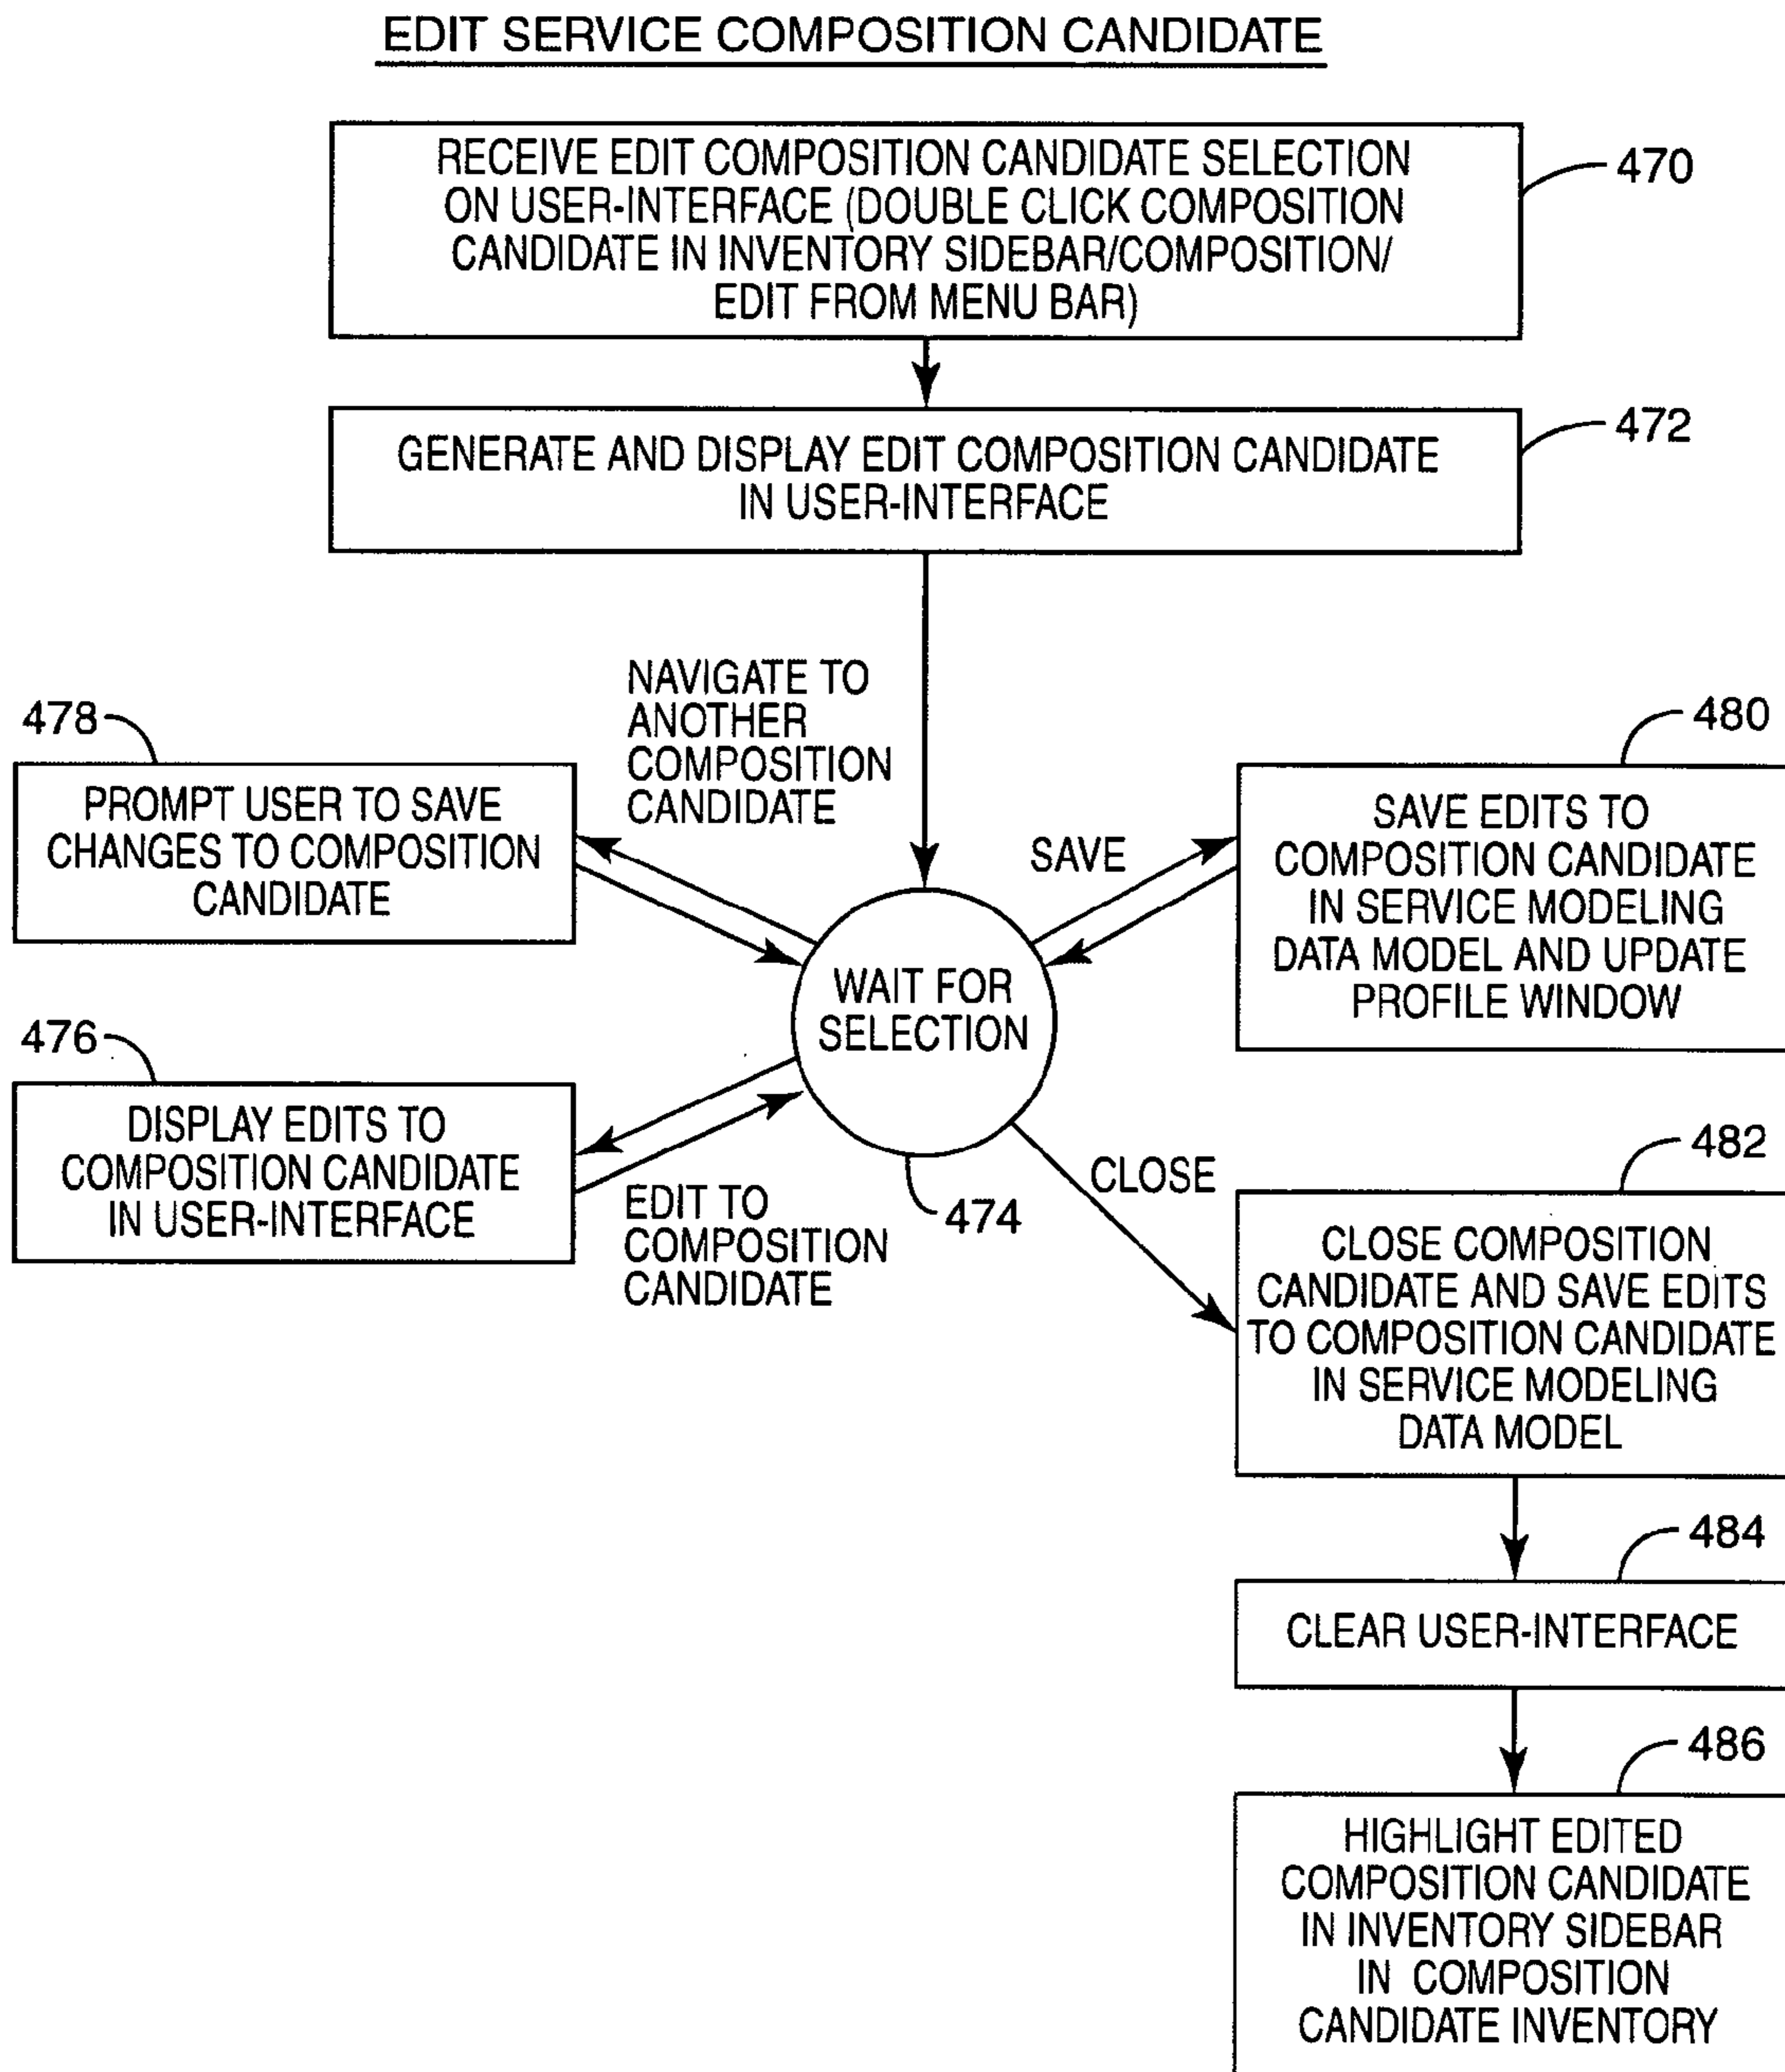 EDIT SERVICE COMPOSITION CANDIDATE
RECEIVE EDIT COMPOSITION CANDIDATE SELECTION
ON USER-INTERFACE (DOUBLE CLICK COMPOSITION
CANDIDATE IN INVENTORY SIDEBAR/COMPOSITION/
EDIT FROM MENU BAR)
470
GENERATE AND DISPLAY EDIT COMPOSITION CANDIDATE
IN USER-INTERFACE
472
NAVIGATE TO
ANOTHER
COMPOSITION
CANDIDATE
478
PROMPT USER TO SAVE
CHANGES TO COMPOSITION
CANDIDATE
SAVE
480
SAVE EDITS TO
COMPOSITION CANDIDATE
IN SERVICE MODELING
DATA MODEL AND UPDATE
PROFILE WINDOW
WAIT FOR
SELECTION
474
476
DISPLAY EDITS TO
COMPOSITION CANDIDATE
IN USER-INTERFACE
EDIT TO
COMPOSITION
CANDIDATE
CLOSE
482
CLOSE COMPOSITION
CANDIDATE AND SAVE EDITS
TO COMPOSITION CANDIDATE
IN SERVICE MODELING
DATA MODEL
484
CLEAR USER-INTERFACE
486
HIGHLIGHT EDITED
COMPOSITION CANDIDATE
IN INVENTORY SIDEBAR
IN COMPOSITION
CANDIDATE INVENTORY